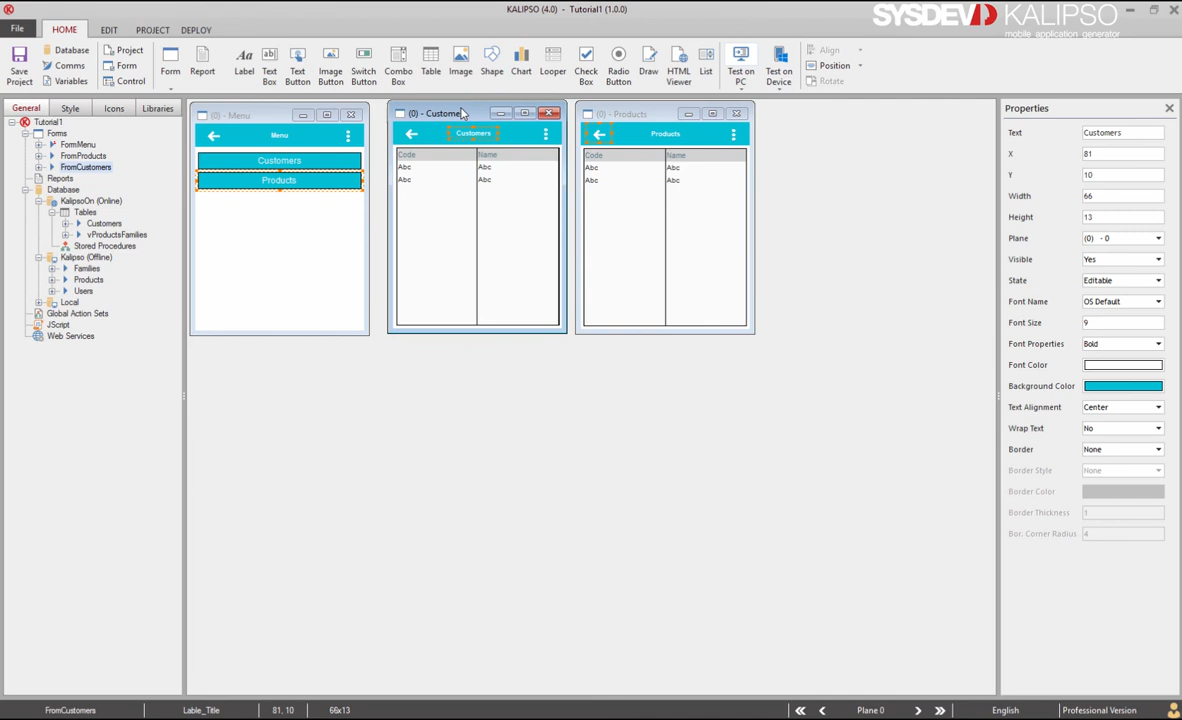 KALIPSO (4.0) - Tutorial1 (1.0.0)
SYSDEV KALIPSO
mobile application generator
File HOME EDIT PROJECT DEPLOY
Save Project
Database
Comms
Variables
Project
Form
Control
Form
Report
Label
Text Box
Text Button
Image Button
Switch Button
Combo Box
Table
Image
Shape
Chart
Looper
Check Box
Radio Button
Draw
HTML Viewer
List
Test on PC
Test on Device
Align
Position
Rotate
General Style Icons Libraries
Tutorial1
Forms
FormMenu
FromProducts
FromCustomers
Reports
Database
KalipsoOn (Online)
Tables
Customers
vProductsFamilies
Stored Procedures
Kalipso (Offline)
Families
Products
Users
Local
Global Action Sets
JScript
Web Services
(0) - Menu
Menu
Customers
Products
(0) - Custome
Customers
Code Name
Abc Abc
Abc Abc
(0) - Products
Products
Code Name
Abc Abc
Abc Abc
Properties
Text Customers
X 81
Y 10
Width 66
Height 13
Plane (0) - 0
Visible Yes
State Editable
Font Name OS Default
Font Size 9
Font Properties Bold
Font Color
Background Color
Text Alignment Center
Wrap Text No
Border None
Border Style None
Border Color
Border Thickness 1
Bor. Corner Radius 4
FromCustomers Lable_Title 81, 10 66x13 Plane 0 English Professional Version